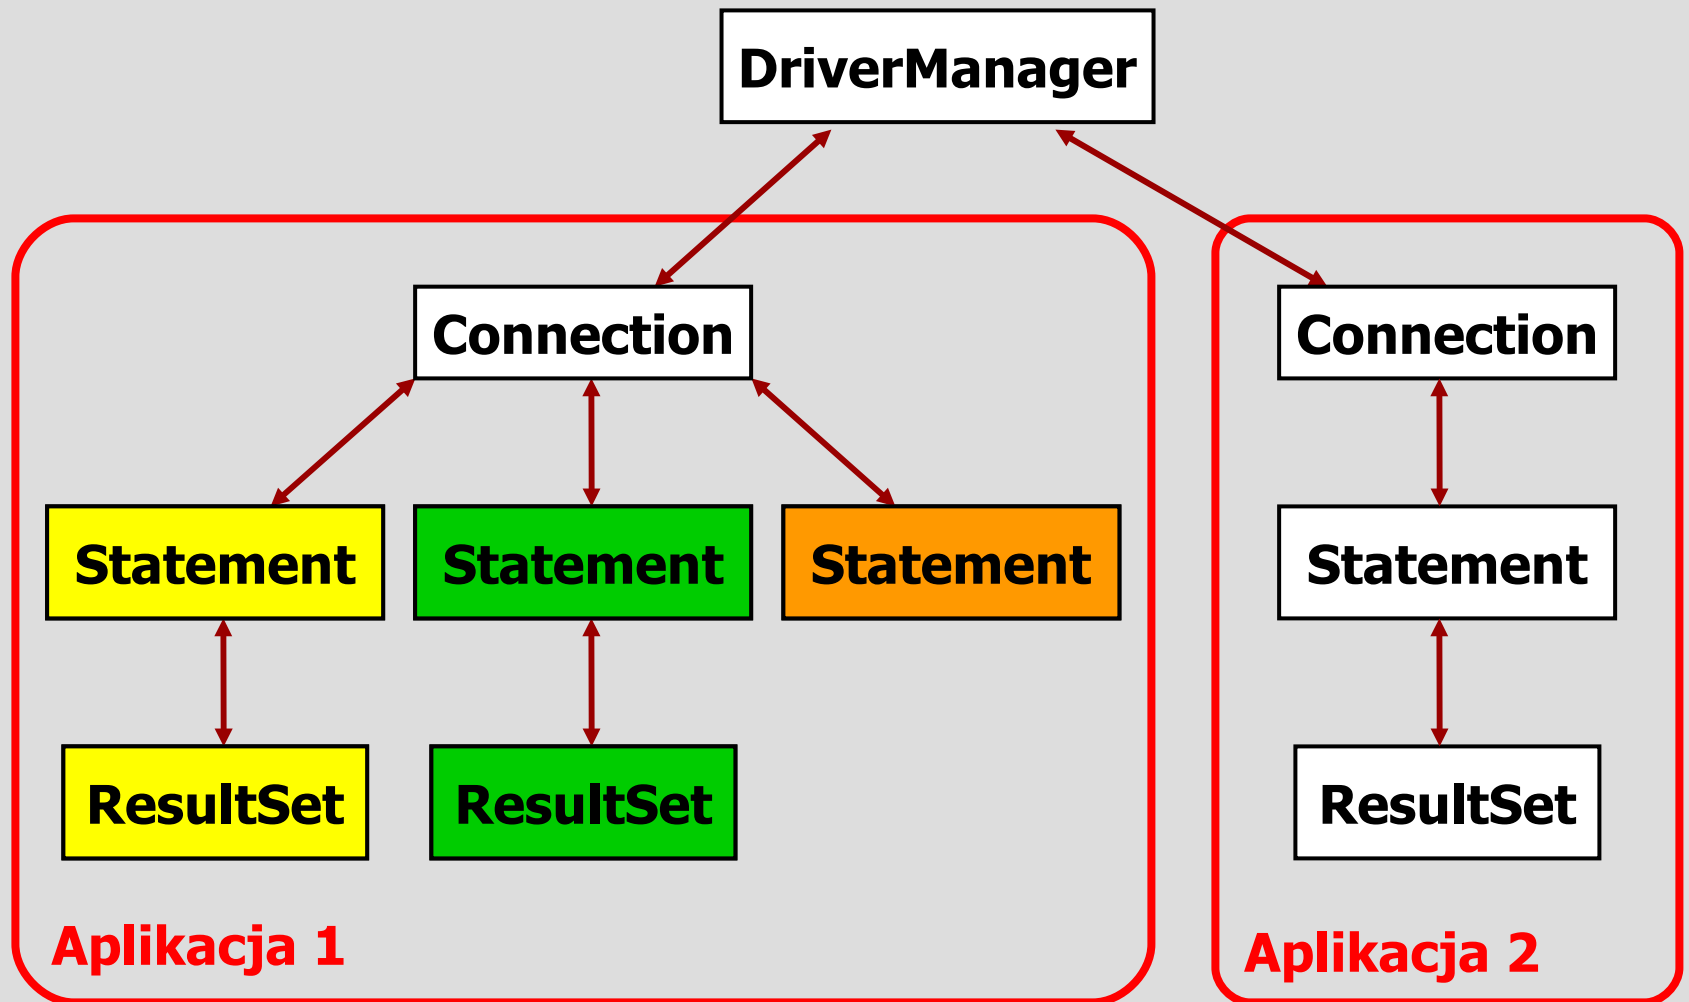 DriverManager
Connection
Connection
Statement
Statement
Statement
Statement
ResultSet
ResultSet
ResultSet
Aplikacja 1
Aplikacja 2